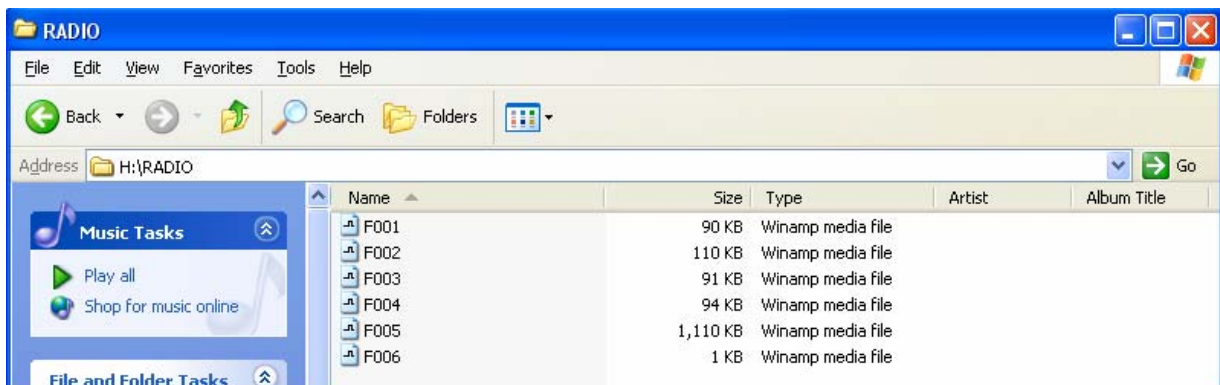 RADIO
File Edit View Favorites Tools Help
Back Search Folders
Address H:\RADIO Go
Name Size Type Artist Album Title
Music Tasks
Play all
Shop for music online
File and Folder Tasks
F001 90 KB Winamp media file
F002 110 KB Winamp media file
F003 91 KB Winamp media file
F004 94 KB Winamp media file
F005 1,110 KB Winamp media file
F006 1 KB Winamp media file